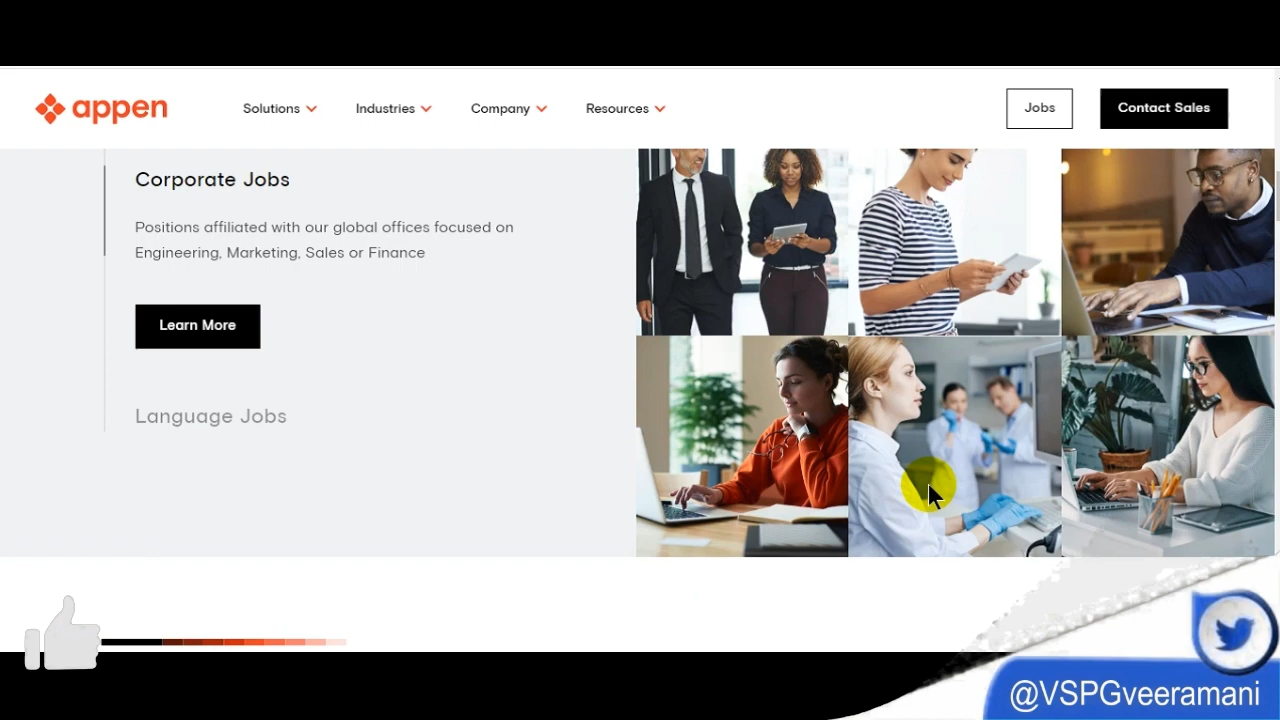 appen
Solutions
Industries
Company
Resources
Jobs
Contact Sales
Corporate Jobs
Positions affiliated with our global offices focused on
Engineering, Marketing, Sales or Finance
Learn More
Language Jobs
@VSPGveeramani